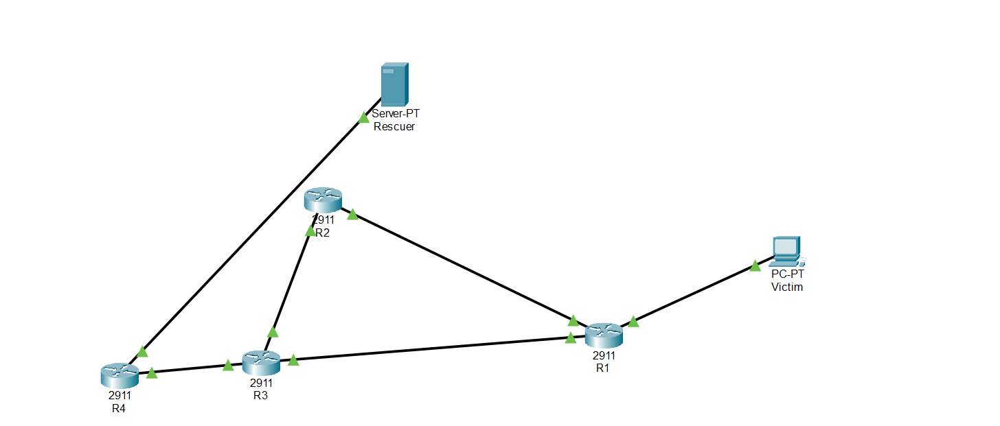 Server-PT
Rescuer
2911
R2
PC-PT
Victim
2911
R1
2911
R3
2911
R4